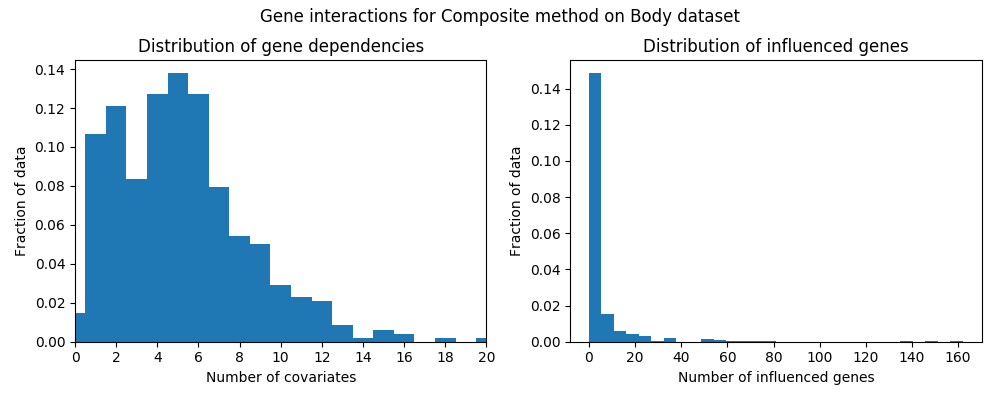 Gene interactions for Composite method on Body dataset
Distribution of gene dependencies
0.14
0.12
0.10
0.08
0.06
0.04
0.02
0.00
Fraction of data
0 2 4 6 8 10 12 14 16 18 20
Number of covariates
Distribution of influenced genes
0.14
0.12
0.10
0.08
0.06
0.04
0.02
0.00
Fraction of data
0 20 40 60 80 100 120 140 160
Number of influenced genes